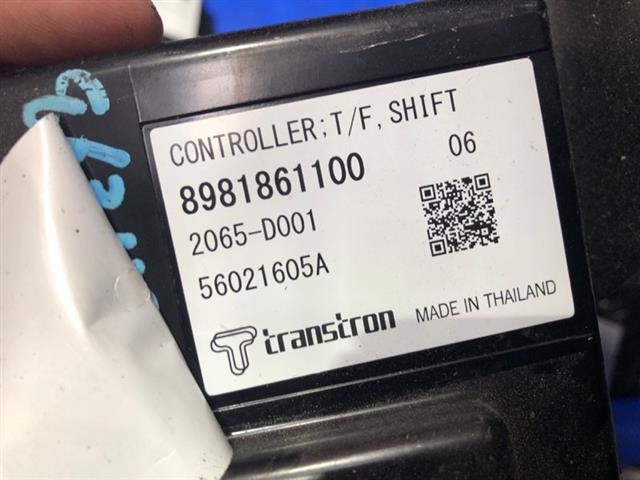 CONTROLLER;T/F, SHIFT
8981861100
06
2065-D001
56021605A
transtron
MADE IN THAILAND